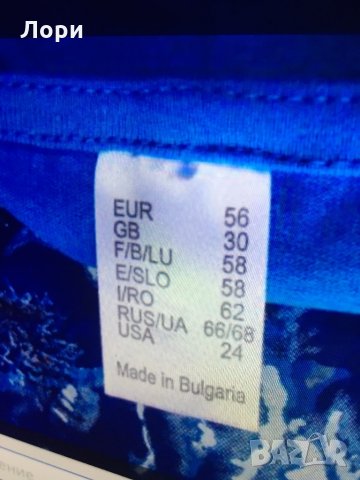 Лори
EUR 56
GB 30
F/B/LU 58
E/SLO 58
I/RO 62
RUS/UA 66/68
USA 24
Made in Bulgaria
BAZAR